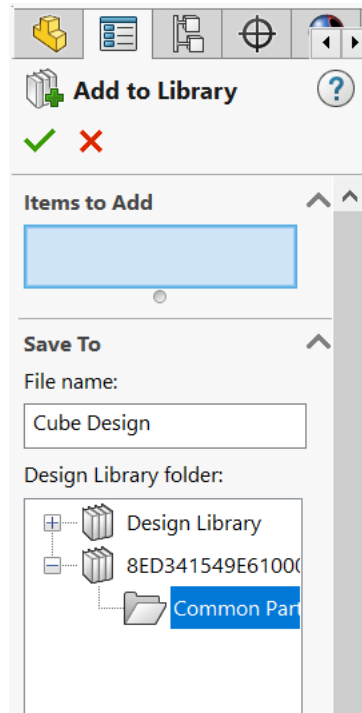 Add to Library
?
Items to Add
Save To
File name:
Cube Design
Design Library folder:
Design Library
8ED341549E6100
Common Part